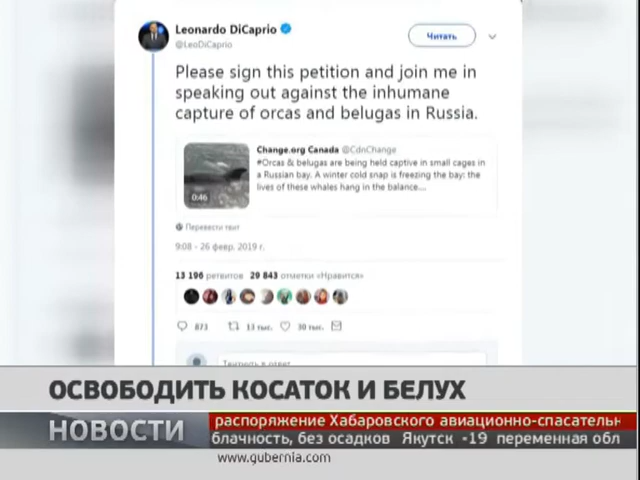 Leonardo DiCaprio
@LeoDiCaprio
Читать
Please sign this petition and join me in
speaking out against the inhumane
capture of orcas and belugas in Russia.
Change.org Canada @CdnChange
#Orcas & belugas are being held captive in small cages in
a Russian bay. A winter cold snap is freezing the bay: the
lives of these whales hang in the balance....
0:46
Перевести твит
9:08 - 26 февр. 2019 г.
13 196 ретвитов 29 843 отметки «Нравится»
873 13 тыс. 30 тыс.
Твитнуть в ответ
ОСВОБОДИТЬ КОСАТОК И БЕЛУХ
НОВОСТИ
распоряжение Хабаровского авиационно-спасательн
блачность, без осадков Якутск -19 переменная обл
www.gubernia.com